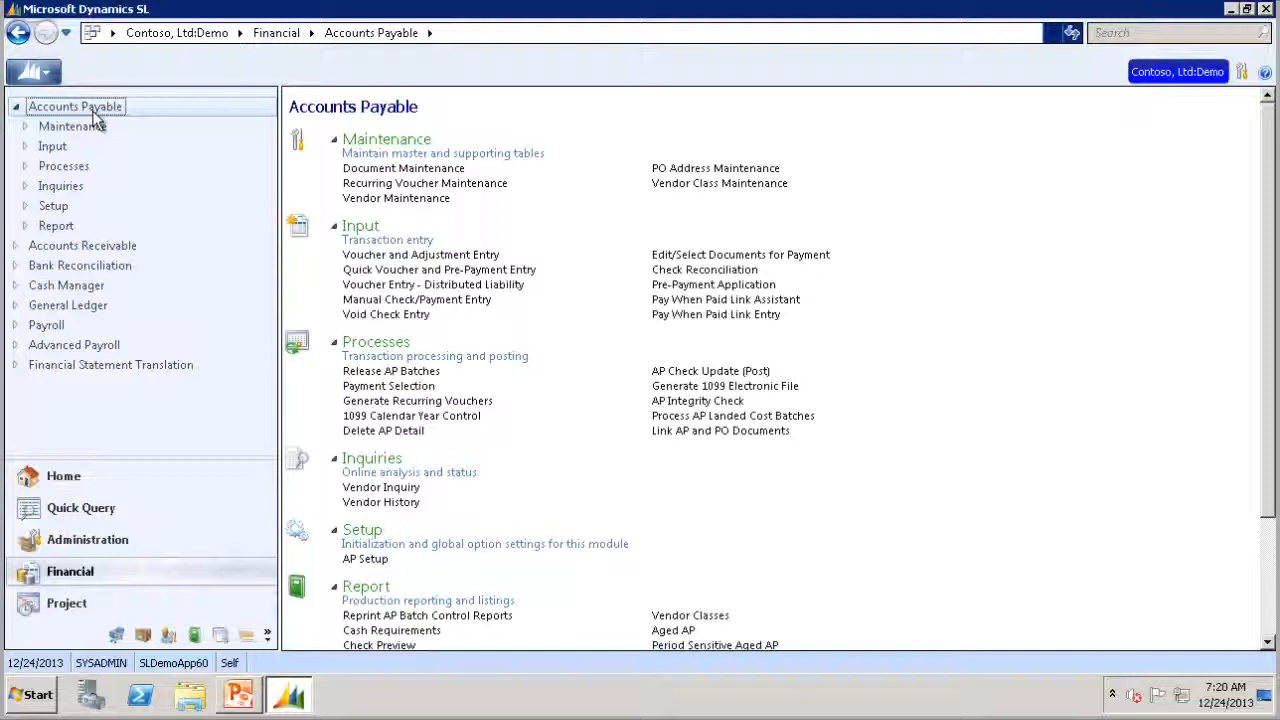 Microsoft Dynamics SL
Contoso, Ltd:Demo Financial Accounts Payable
Search
Contoso, Ltd:Demo
Accounts Payable
Maintenance
Input
Processes
Inquiries
Setup
Report
Accounts Receivable
Bank Reconciliation
Cash Manager
General Ledger
Payroll
Advanced Payroll
Financial Statement Translation
Home
Quick Query
Administration
Financial
Project
Accounts Payable
Maintenance
Maintain master and supporting tables
Document Maintenance PO Address Maintenance
Recurring Voucher Maintenance Vendor Class Maintenance
Vendor Maintenance
Input
Transaction entry
Voucher and Adjustment Entry Edit/Select Documents for Payment
Quick Voucher and Pre-Payment Entry Check Reconciliation
Voucher Entry - Distributed Liability Pre-Payment Application
Manual Check/Payment Entry Pay When Paid Link Assistant
Void Check Entry Pay When Paid Link Entry
Processes
Transaction processing and posting
Release AP Batches AP Check Update (Post)
Payment Selection Generate 1099 Electronic File
Generate Recurring Vouchers AP Integrity Check
1099 Calendar Year Control Process AP Landed Cost Batches
Delete AP Detail Link AP and PO Documents
Inquiries
Online analysis and status
Vendor Inquiry
Vendor History
Setup
Initialization and global option settings for this module
AP Setup
Report
Production reporting and listings
Reprint AP Batch Control Reports Vendor Classes
Cash Requirements Aged AP
Check Preview Period Sensitive Aged AP
12/24/2013 SYSADMIN SLDemoApp60 Self
Start
7:20 AM
12/24/2013